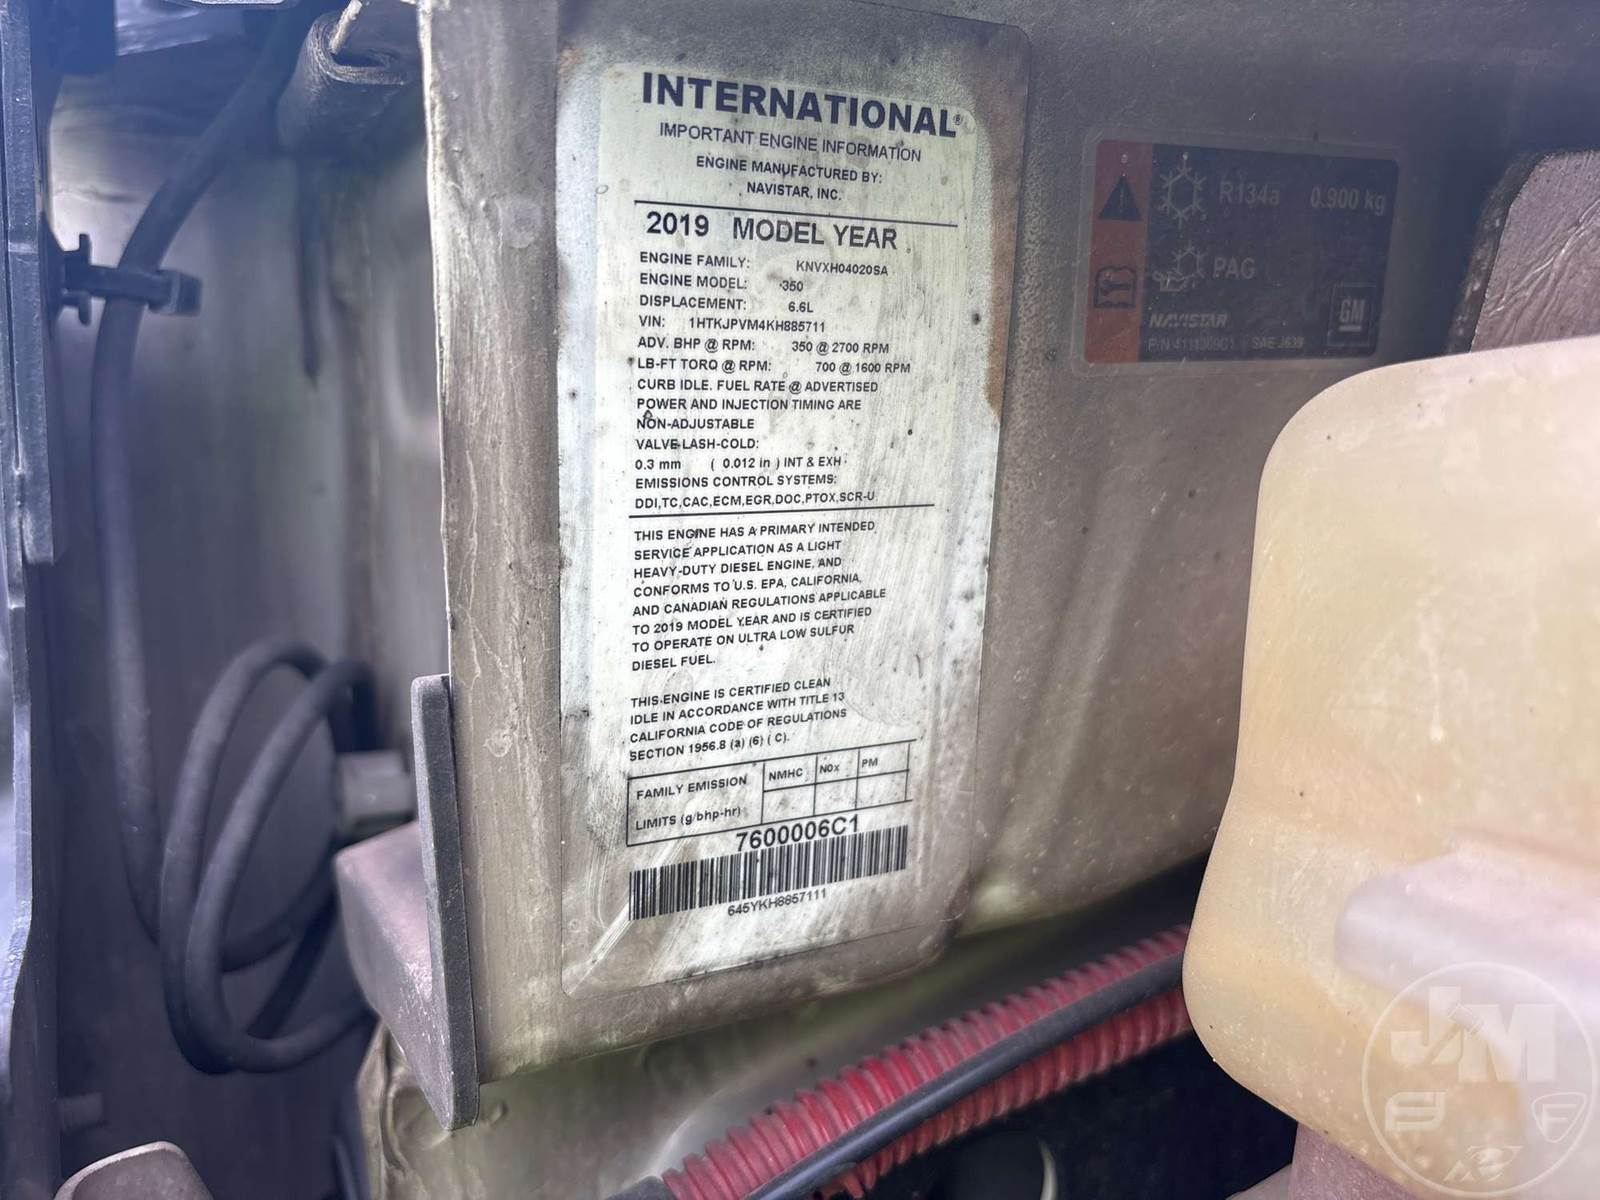 INTERNATIONAL®
IMPORTANT ENGINE INFORMATION
ENGINE MANUFACTURED BY:
NAVISTAR, INC.
2019 MODEL YEAR
ENGINE FAMILY: KNVXH04020SA
ENGINE MODEL: 350
DISPLACEMENT: 6.6L
VIN: 1HTKJPVM4KH885711
ADV. BHP @ RPM: 350 @ 2700 RPM
LB-FT TORQ @ RPM: 700 @ 1600 RPM
CURB IDLE. FUEL RATE @ ADVERTISED
POWER AND INJECTION TIMING ARE
NON-ADJUSTABLE
VALVE-LASH-COLD:
0.3 mm ( 0.012 in ) INT & EXH
EMISSIONS CONTROL SYSTEMS:
DDI,TC,CAC,ECM,EGR,DOC,PTOX,SCR-U
THIS ENGINE HAS A PRIMARY INTENDED
SERVICE APPLICATION AS A LIGHT
HEAVY-DUTY DIESEL ENGINE, AND
CONFORMS TO U.S. EPA, CALIFORNIA,
AND CANADIAN REGULATIONS APPLICABLE
TO 2019 MODEL YEAR AND IS CERTIFIED
TO OPERATE ON ULTRA LOW SULFUR
DIESEL FUEL.
THIS ENGINE IS CERTIFIED CLEAN
IDLE IN ACCORDANCE WITH TITLE 13
CALIFORNIA CODE OF REGULATIONS
SECTION 1956.8 (a) (6) ( C).
FAMILY EMISSION NMHC NOx PM
LIMITS (g/bhp-hr)
7600006C1
645YKH8857111
R134a 0.900 kg
PAG
NAVISTAR GM
P/N SAE J639
JM